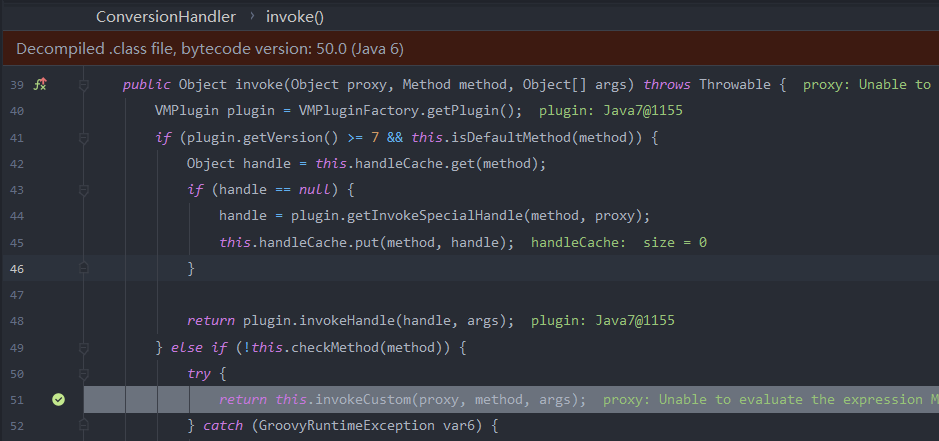 ConversionHandler > invoke()
Decompiled .class file, bytecode version: 50.0 (Java 6)
39 public Object invoke(Object proxy, Method method, Object[] args) throws Throwable { proxy: Unable to
40 VMPlugin plugin = VMPluginFactory.getPlugin(); plugin: Java7@1155
41 if (plugin.getVersion() >= 7 && this.isDefaultMethod(method)) {
42 Object handle = this.handleCache.get(method);
43 if (handle == null) {
44 handle = plugin.getInvokeSpecialHandle(method, proxy);
45 this.handleCache.put(method, handle); handleCache: size = 0
46 }
47
48 return plugin.invokeHandle(handle, args); plugin: Java7@1155
49 } else if (!this.checkMethod(method)) {
50 try {
51 return this.invokeCustom(proxy, method, args); proxy: Unable to evaluate the expression M
52 } catch (GroovyRuntimeException var6) {